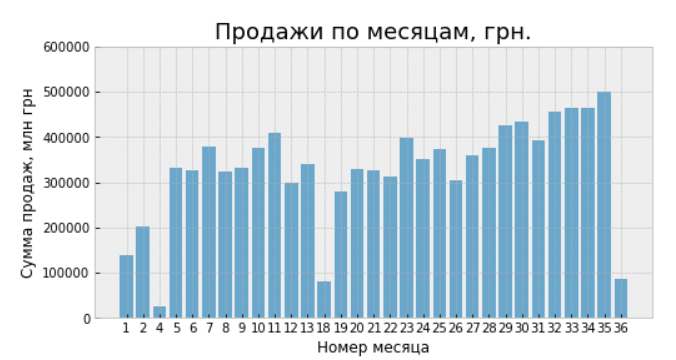 Продажи по месяцам, грн.
Сумма продаж, млн грн
600000
500000
400000
300000
200000
100000
0
1 2 4 5 6 7 8 9 10 11 12 13 18 19 20 21 22 23 24 25 26 27 28 29 30 31 32 33 34 35 36
Номер месяца